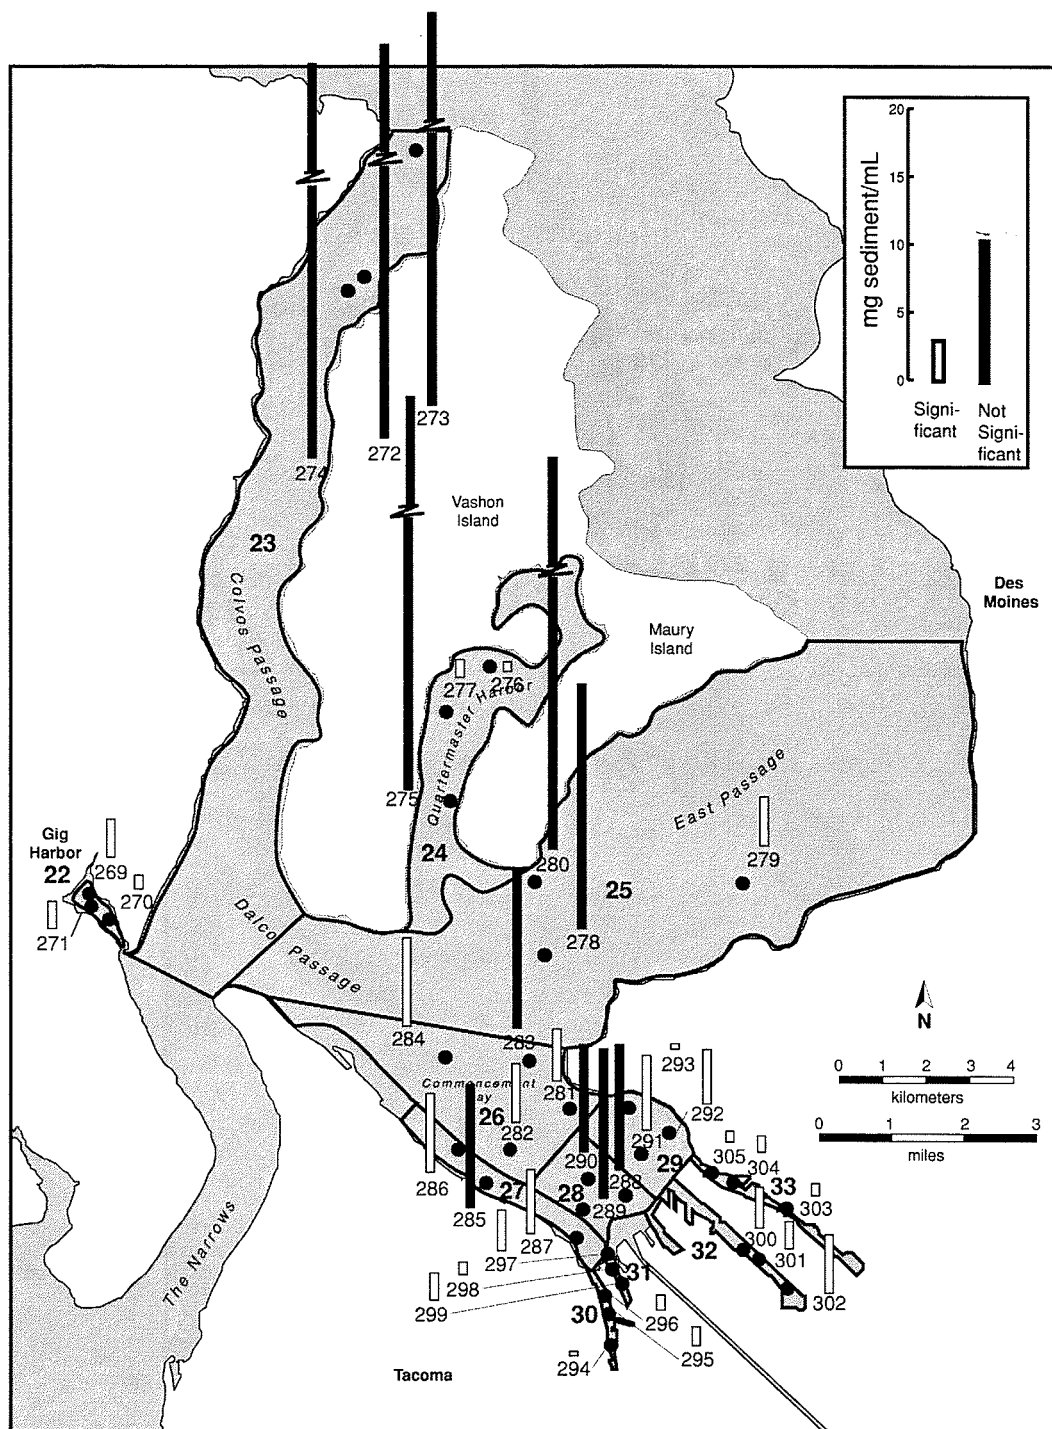 20
15
10
5
0
mg sediment/mL
Signi-
ficant
Not
Signi-
ficant
273
272
274
Vashon
Island
23
Colvos Passage
Des
Moines
Maury
Island
277
276
Quartermaster Harbor
275
East Passage
Gig
Harbor
22
269
270
271
24
280
279
25
278
Dalco Passage
284
283
N
0 1 2 3 4
kilometers
0 1 2 3
miles
293
281
292
Commencement
Bay
26
282
291
290
29
305
304
286
27
28
288
289
33
303
285
287
300
301
32
297
298
299
31
302
30
296
295
294
The Narrows
Tacoma